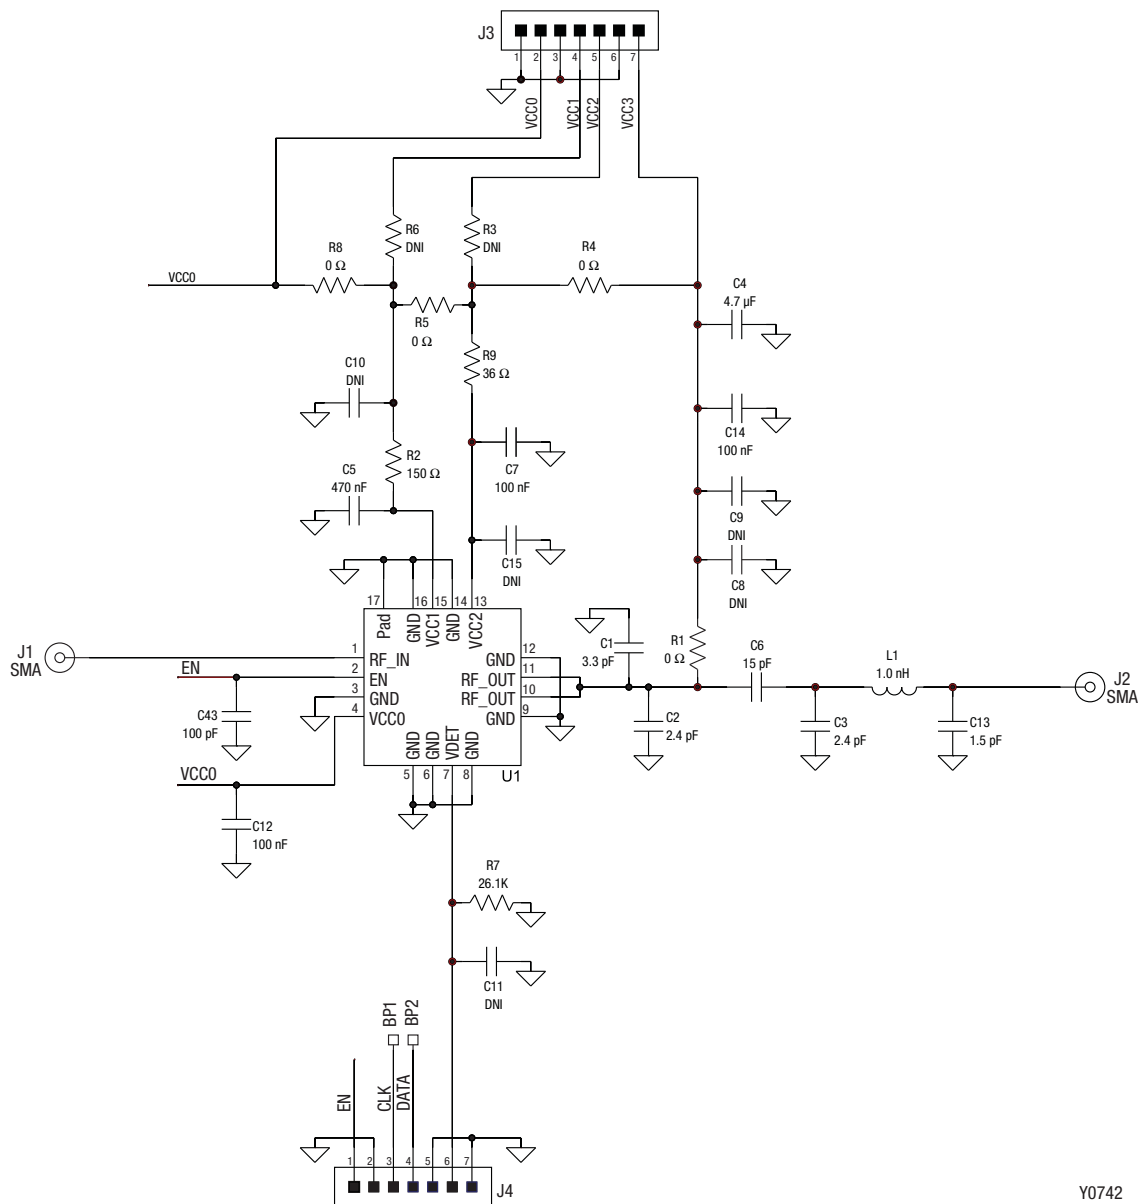 J3
1 2 3 4 5 6 7
VCC0
VCC1
VCC2
VCC3
R6
DNI
R3
DNI
R8
0 Ω
R4
0 Ω
VCC0
C4
4.7 µF
R5
0 Ω
R9
36 Ω
C10
DNI
C14
100 nF
R2
150 Ω
C5
470 nF
C7
100 nF
C9
DNI
C15
DNI
C8
DNI
17 16 15 14 13
Pad
GND
VCC1
GND
VCC2
J1
SMA
1
RF_IN
EN
2
EN
3
GND
4
VCC0
12
GND
11
RF_OUT
10
RF_OUT
9
GND
C1
3.3 pF
R1
0 Ω
C6
15 pF
L1
1.0 nH
J2
SMA
C43
100 pF
C2
2.4 pF
C3
2.4 pF
C13
1.5 pF
GND
GND
VDET
GND
5 6 7 8
U1
VCC0
C12
100 nF
R7
26.1K
C11
DNI
BP1
BP2
EN
CLK
DATA
1 2 3 4 5 6 7
J4
Y0742